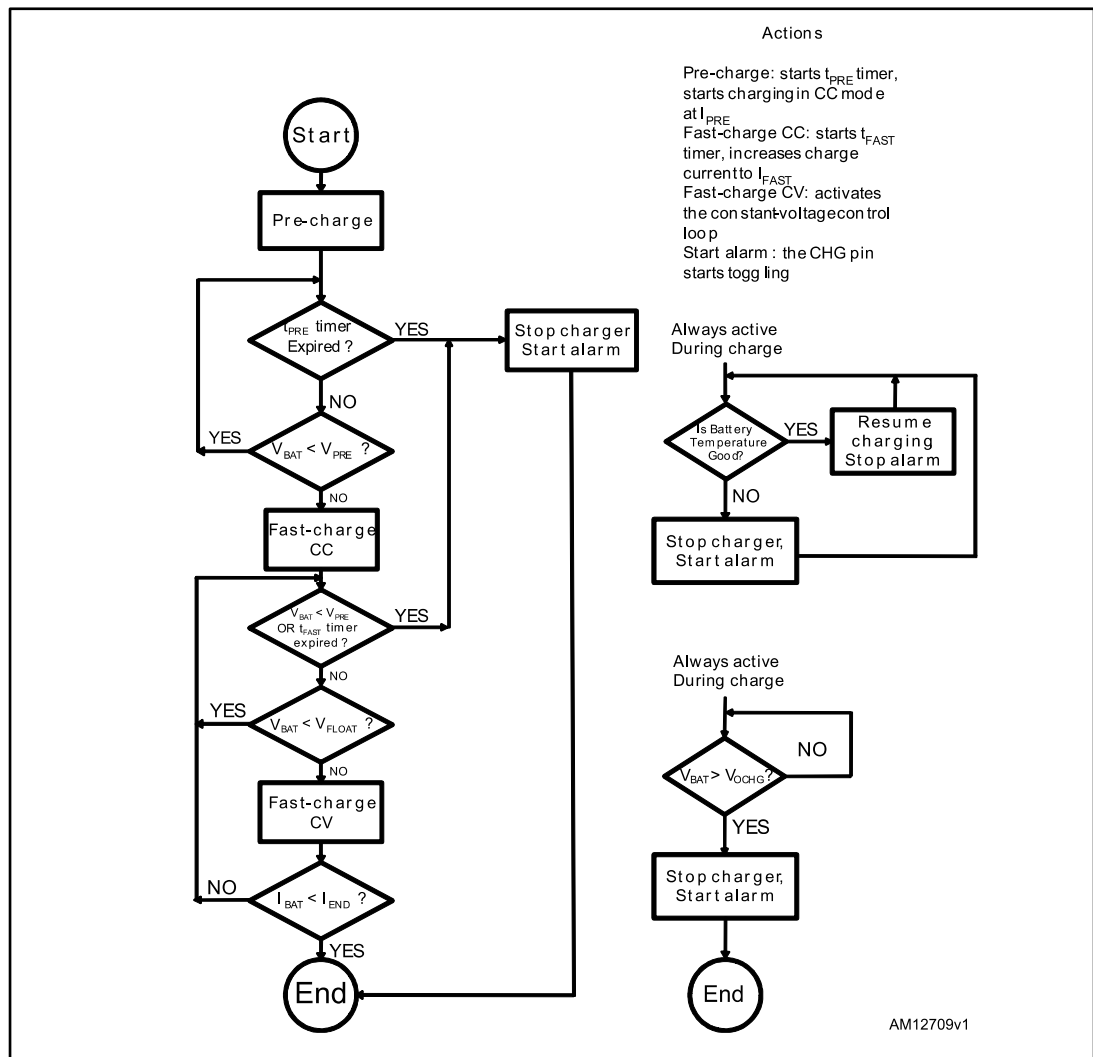 Actions
Pre-charge: starts tPRE timer,
starts charging in CC mode
at IPRE
Fast-charge CC: starts tFAST
timer, increases charge
current to IFAST
Fast-charge CV: activates
the constant-voltage control
loop
Start alarm : the CHG pin
starts toggling
Start
Pre-charge
tPRE timer
Expired ?
YES
Stop charger
Start alarm
NO
VBAT < VPRE ?
YES
NO
Fast-charge
CC
VBAT < VPRE
OR tFAST timer
expired ?
YES
NO
VBAT < VFLOAT ?
YES
NO
Fast-charge
CV
IBAT < IEND ?
NO
YES
End
Always active
During charge
Is Battery
Temperature
Good?
YES
Resume
charging
Stop alarm
NO
Stop charger,
Start alarm
Always active
During charge
VBAT > VOCHG ?
NO
YES
Stop charger,
Start alarm
End
AM12709v1